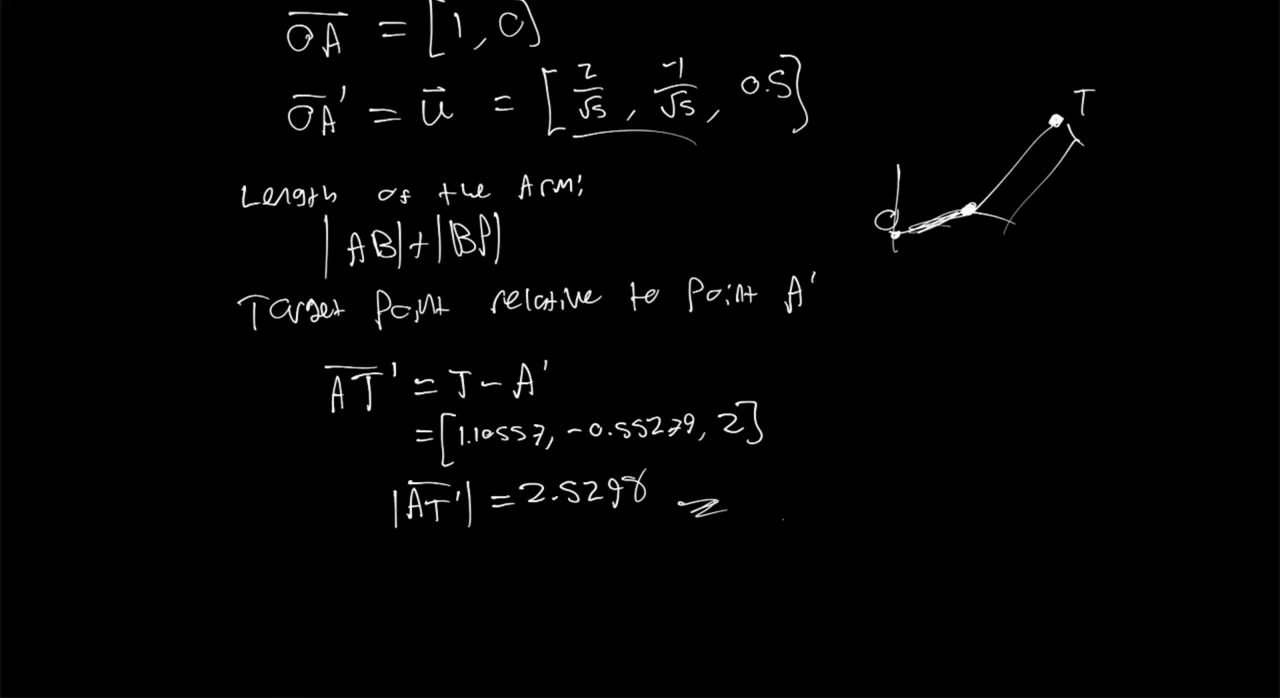 OA = [1, 0]
OA' = u⃗ = [2/√5, -1/√5, 0.5]
T
O
Length of the Arm:
|AB|+|BP|
Target Point relative to Point A'
AT' = T - A'
= [1.10557, -0.55279, 2]
|AT'| = 2.5298